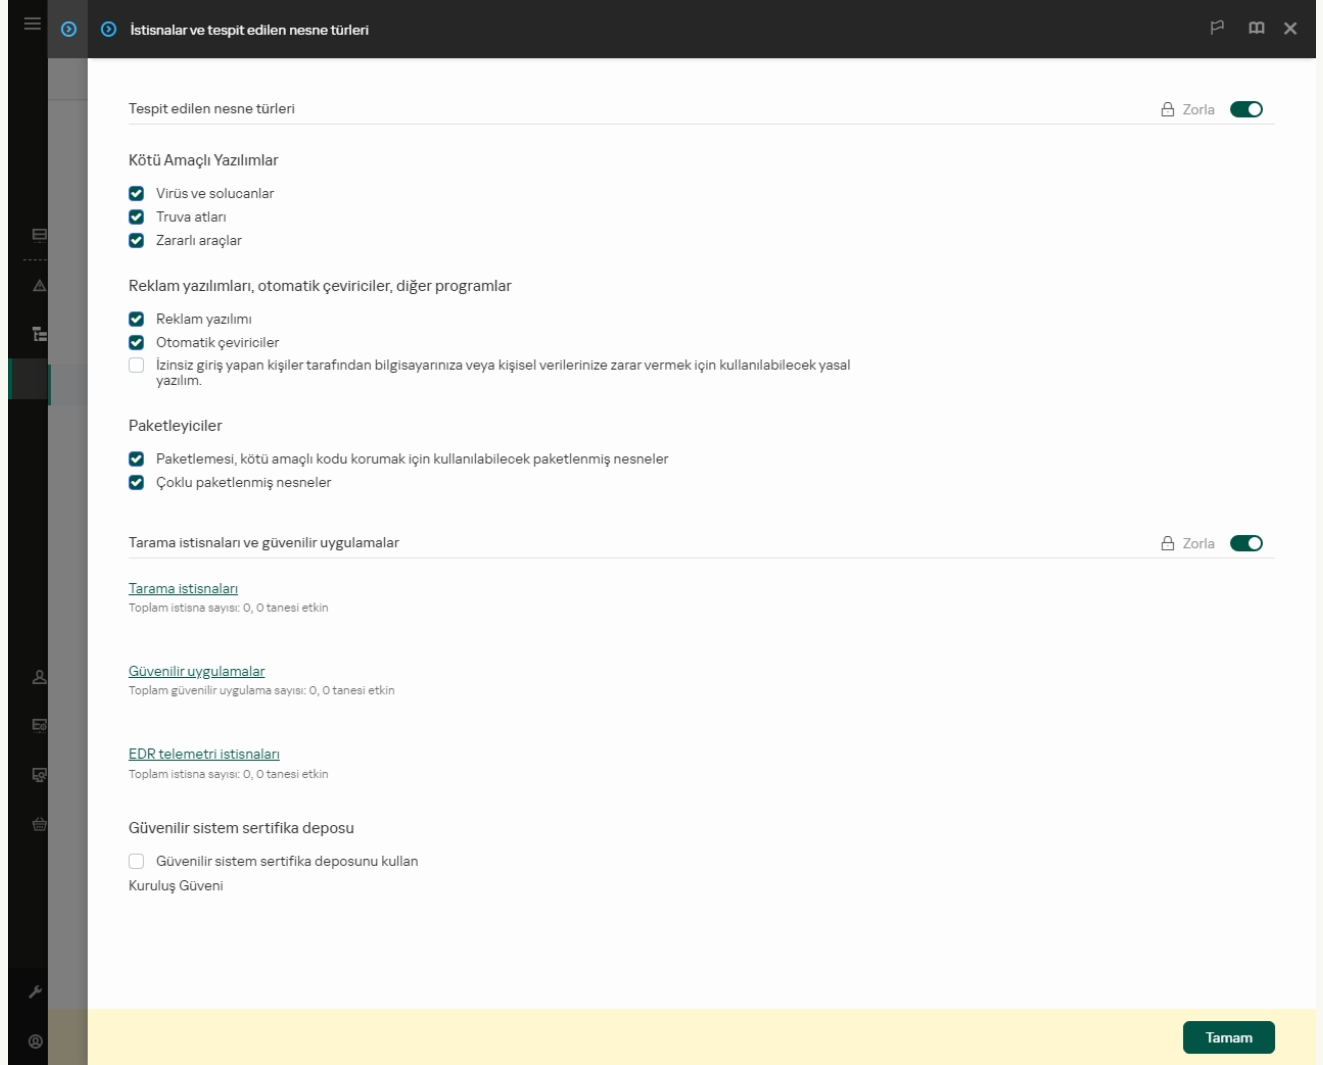 İstisnalar ve tespit edilen nesne türleri
Tespit edilen nesne türleri
Zorla
Kötü Amaçlı Yazılımlar
Virüs ve solucanlar
Truva atları
Zararlı araçlar
Reklam yazılımları, otomatik çeviriciler, diğer programlar
Reklam yazılımı
Otomatik çeviriciler
İzinsiz giriş yapan kişiler tarafından bilgisayarınıza veya kişisel verilerinize zarar vermek için kullanılabilecek yasal
yazılım.
Paketleyiciler
Paketlemesi, kötü amaçlı kodu korumak için kullanılabilecek paketlenmiş nesneler
Çoklu paketlenmiş nesneler
Tarama istisnaları ve güvenilir uygulamalar
Zorla
Tarama istisnaları
Toplam istisna sayısı: 0, 0 tanesi etkin
Güvenilir uygulamalar
Toplam güvenilir uygulama sayısı: 0, 0 tanesi etkin
EDR telemetri istisnaları
Toplam istisna sayısı: 0, 0 tanesi etkin
Güvenilir sistem sertifika deposu
Güvenilir sistem sertifika deposunu kullan
Kuruluş Güveni
Tamam